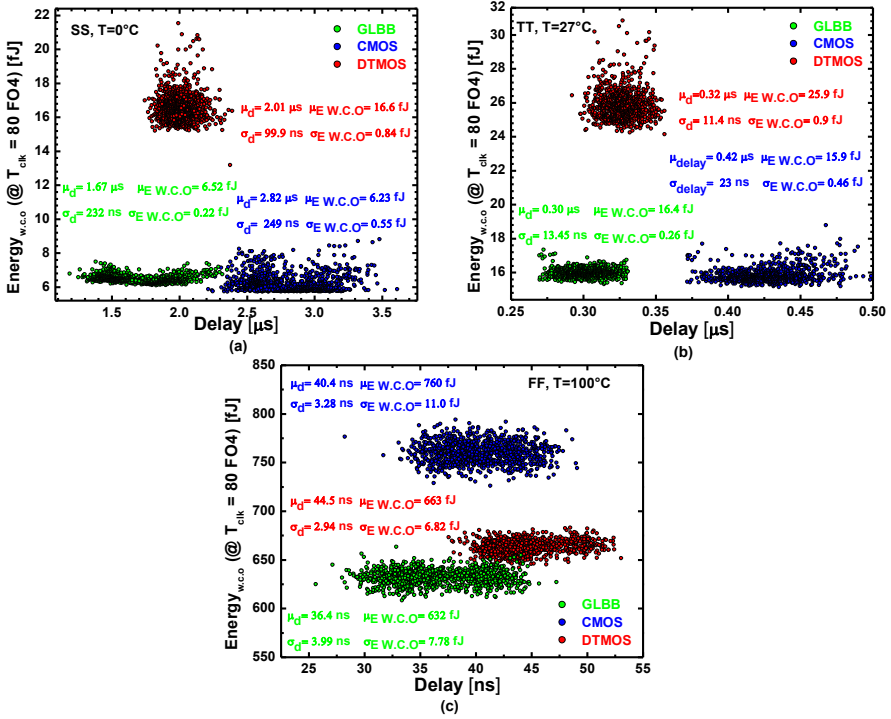 Energy w.c.o (@ T clk = 80 FO4) [fJ]
22
20
18
16
14
12
10
8
6
SS, T=0°C
GLBB
CMOS
DTMOS
μd= 2.01 μs μE W.C.O= 16.6 fJ
σd= 99.9 ns σE W.C.O= 0.84 fJ
μd= 1.67 μs μE W.C.O= 6.52 fJ
σd= 232 ns σE W.C.O= 0.22 fJ
μd= 2.82 μs μE W.C.O= 6.23 fJ
σd= 249 ns σE W.C.O= 0.55 fJ
1.5 2.0 2.5 3.0 3.5
Delay [μs]
(a)
Energy w.c.o (@ T clk = 80 FO4) [fJ]
32
30
28
26
24
22
20
18
16
TT, T=27°C
GLBB
CMOS
DTMOS
μd= 0.32 μs μE W.C.O= 25.9 fJ
σd= 11.4 ns σE W.C.O= 0.9 fJ
μdelay= 0.42 μs μE W.C.O= 15.9 fJ
σdelay= 23 ns σE W.C.O= 0.46 fJ
μd= 0.30 μs μE W.C.O= 16.4 fJ
σd= 13.45 ns σE W.C.O= 0.26 fJ
0.25 0.30 0.35 0.40 0.45 0.50
Delay [μs]
(b)
Energy w.c.o (@ T clk = 80 FO4) [fJ]
850
800
750
700
650
600
550
μd= 40.4 ns μE W.C.O= 760 fJ
σd= 3.28 ns σE W.C.O= 11.0 fJ
FF, T=100°C
μd= 44.5 ns μE W.C.O= 663 fJ
σd= 2.94 ns σE W.C.O= 6.82 fJ
μd= 36.4 ns μE W.C.O= 632 fJ
σd= 3.99 ns σE W.C.O= 7.78 fJ
GLBB
CMOS
DTMOS
25 30 35 40 45 50 55
Delay [ns]
(c)